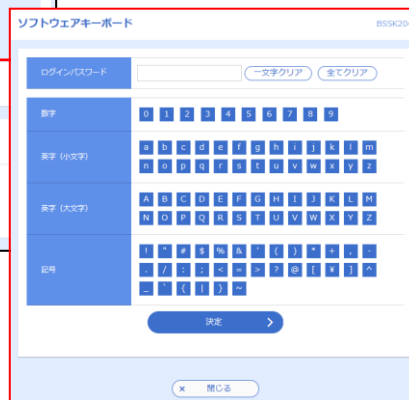 ソフトウェアキーボード BSSK204
ログインパスワード 一文字クリア 全てクリア
数字 0 1 2 3 4 5 6 7 8 9
英字（小文字） a b c d e f g h i j k l m
n o p q r s t u v w x y z
英字（大文字） A B C D E F G H I J K L M
N O P Q R S T U V W X Y Z
記号 ! " # $ % & ' ( ) * + , -
. / : ; < = > ? @ [ ¥ ] ^
_ ` { | } ~
決定
× 閉じる